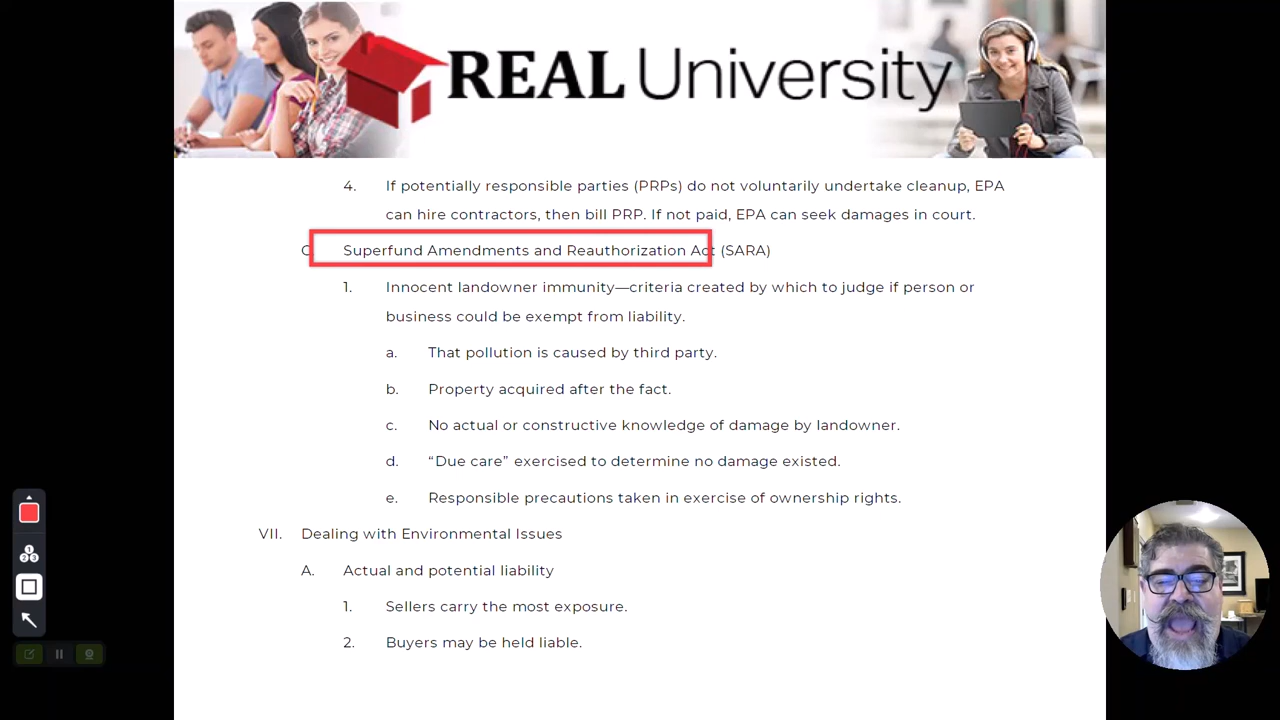 REAL University
4. If potentially responsible parties (PRPs) do not voluntarily undertake cleanup, EPA
can hire contractors, then bill PRP. If not paid, EPA can seek damages in court.
C. Superfund Amendments and Reauthorization Act (SARA)
1. Innocent landowner immunity—criteria created by which to judge if person or
business could be exempt from liability.
a. That pollution is caused by third party.
b. Property acquired after the fact.
c. No actual or constructive knowledge of damage by landowner.
d. “Due care” exercised to determine no damage existed.
e. Responsible precautions taken in exercise of ownership rights.
VII. Dealing with Environmental Issues
A. Actual and potential liability
1. Sellers carry the most exposure.
2. Buyers may be held liable.